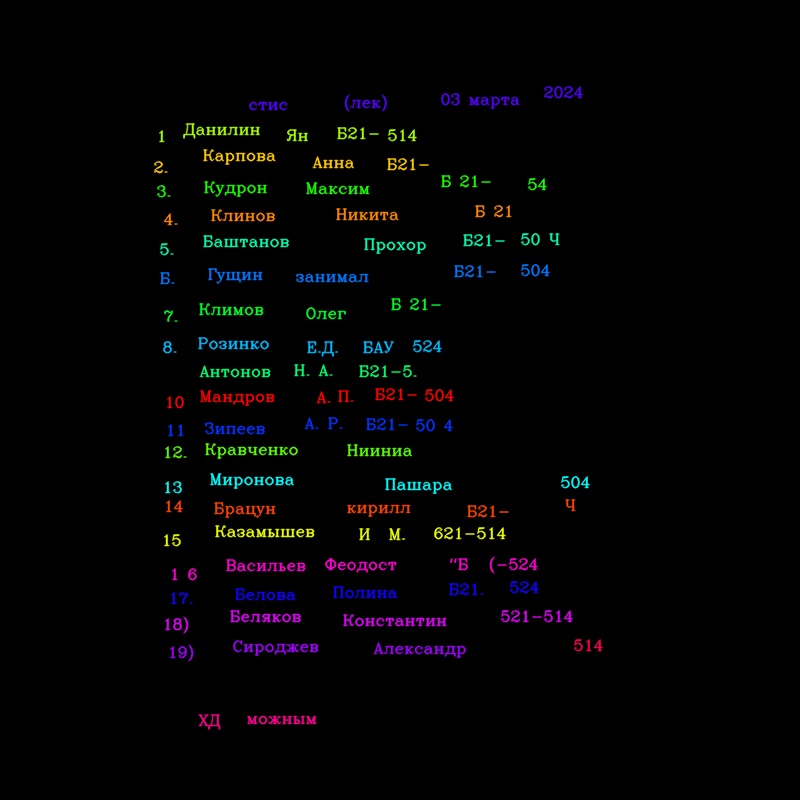 стис (лек) 03 марта 2024
1 Данилин Ян Б21- 514
2. Карпова Анна Б21-
3. Кудрон Максим Б 21- 54
4. Клинов Никита Б 21
5. Баштанов Прохор Б21- 50 Ч
Б. Гущин занимал Б21- 504
7. Климов Олег Б 21-
8. Розинко Е.Д. БАУ 524
Антонов Н. А. Б21-5.
10 Мандров А. П. Б21- 504
11 Зипеев А. Р. Б21- 50 4
12. Кравченко Нииниа
13 Миронова Пашара 504
14 Брацун кирилл Б21- Ч
15 Казамышев И М. 621-514
1 6 Васильев Феодост "Б (-524
17. Белова Полина Б21. 524
18) Беляков Константин 521-514
19) Сироджев Александр 514
ХД можным